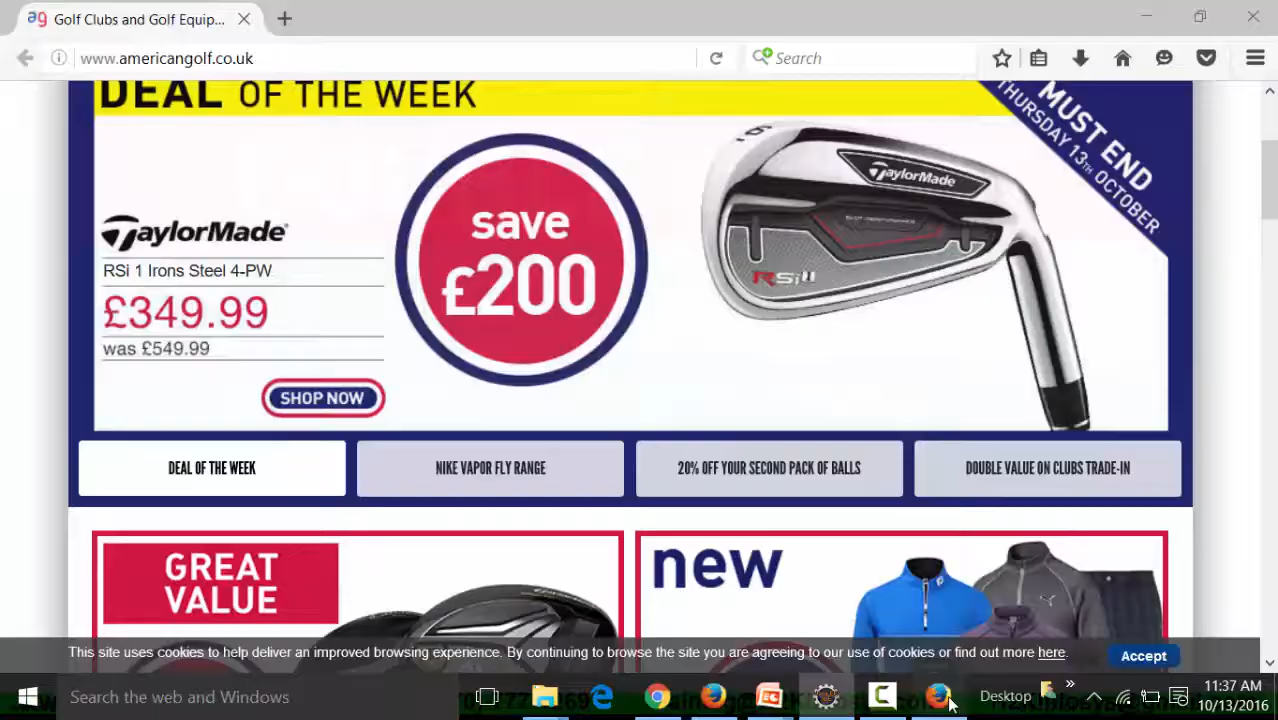 Golf Clubs and Golf Equip...
www.americangolf.co.uk
Search
DEAL OF THE WEEK
MUST END
THURSDAY 13TH OCTOBER
TaylorMade
RSi 1 Irons Steel 4-PW
£349.99
was £549.99
SHOP NOW
save
£200
6
TaylorMade
RSi 1
DEAL OF THE WEEK
NIKE VAPOR FLY RANGE
20% OFF YOUR SECOND PACK OF BALLS
DOUBLE VALUE ON CLUBS TRADE-IN
GREAT
VALUE
new
This site uses cookies to help deliver an improved browsing experience. By continuing to browse the site you are agreeing to our use of cookies or find out more here.
Accept
Search the web and Windows
Desktop
11:37 AM
10/13/2016